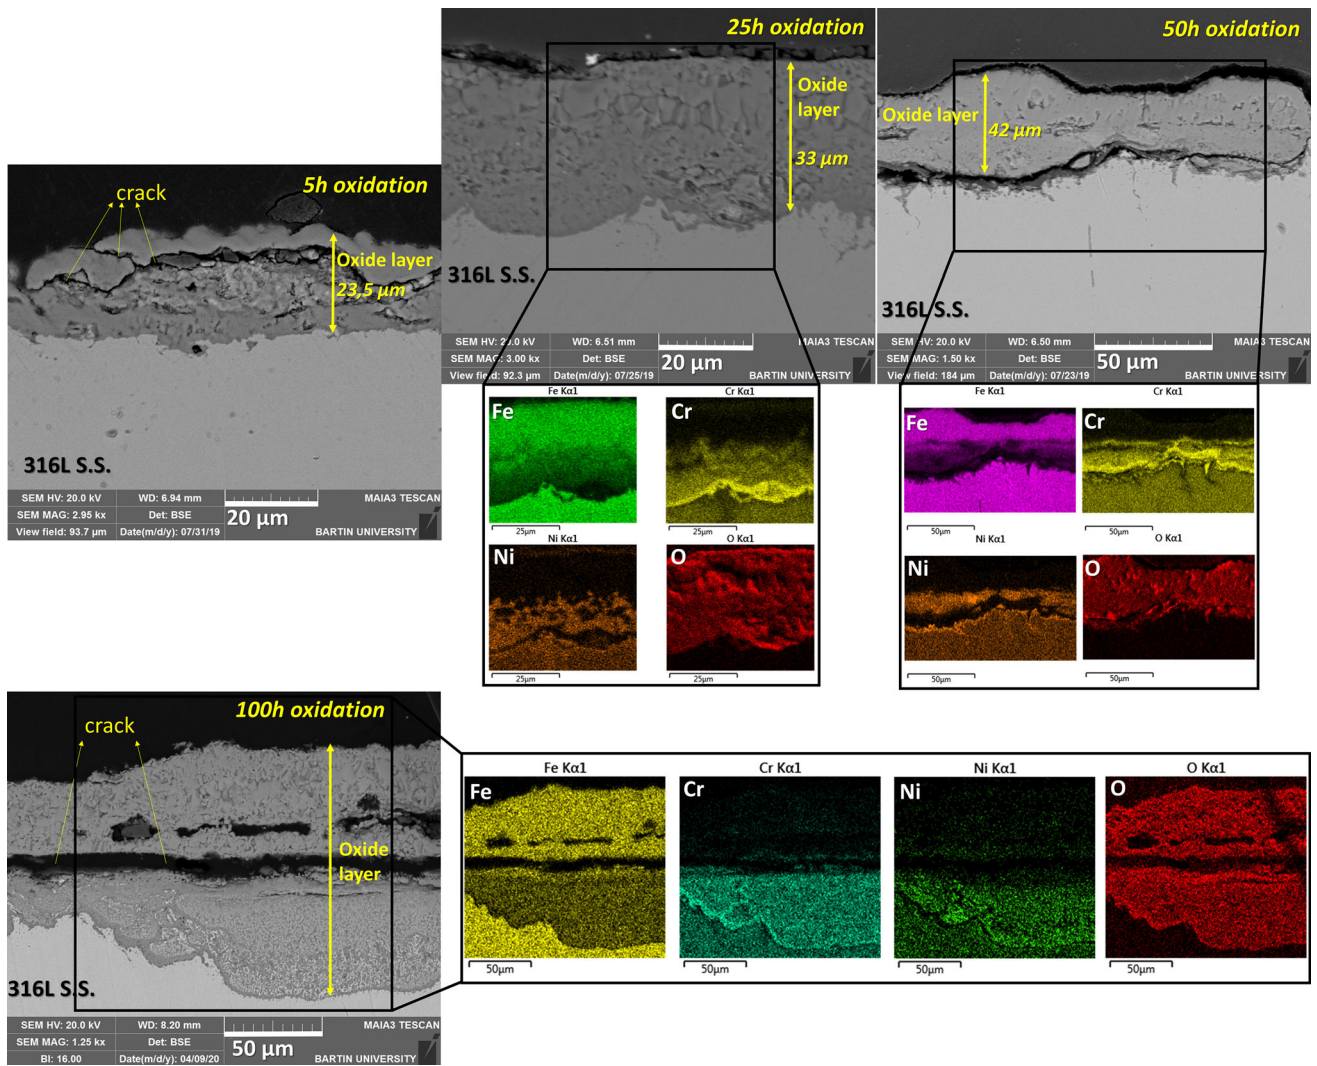 25h oxidation
Oxide
layer
33 µm
316L S.S.
SEM HV: 20.0 kV
WD: 6.51 mm
MAIA3 TESCAN
SEM MAG: 3.00 kx
Det: BSE
20 µm
View field: 92.3 µm
Date(m/d/y): 07/25/19
BARTIN UNIVERSITY
50h oxidation
Oxide layer
42 µm
316L S.S.
SEM HV: 20.0 kV
WD: 6.50 mm
MAIA3 TESCAN
SEM MAG: 1.50 kx
Det: BSE
50 µm
View field: 184 µm
Date(m/d/y): 07/23/19
BARTIN UNIVERSITY
5h oxidation
crack
Oxide layer
23,5 µm
316L S.S.
SEM HV: 20.0 kV
WD: 6.94 mm
MAIA3 TESCAN
SEM MAG: 2.95 kx
Det: BSE
20 µm
View field: 93.7 µm
Date(m/d/y): 07/31/19
BARTIN UNIVERSITY
Fe Kα1
Fe
25µm
Cr Kα1
Cr
25µm
Ni Kα1
Ni
25µm
O Kα1
O
25µm
Fe Kα1
Fe
50µm
Cr Kα1
Cr
50µm
Ni Kα1
Ni
50µm
O Kα1
O
50µm
100h oxidation
crack
Oxide
layer
316L S.S.
SEM HV: 20.0 kV
WD: 8.20 mm
MAIA3 TESCAN
SEM MAG: 1.25 kx
Det: BSE
50 µm
BI: 16.00
Date(m/d/y): 04/09/20
BARTIN UNIVERSITY
Fe Kα1
Fe
50µm
Cr Kα1
Cr
50µm
Ni Kα1
Ni
50µm
O Kα1
O
50µm